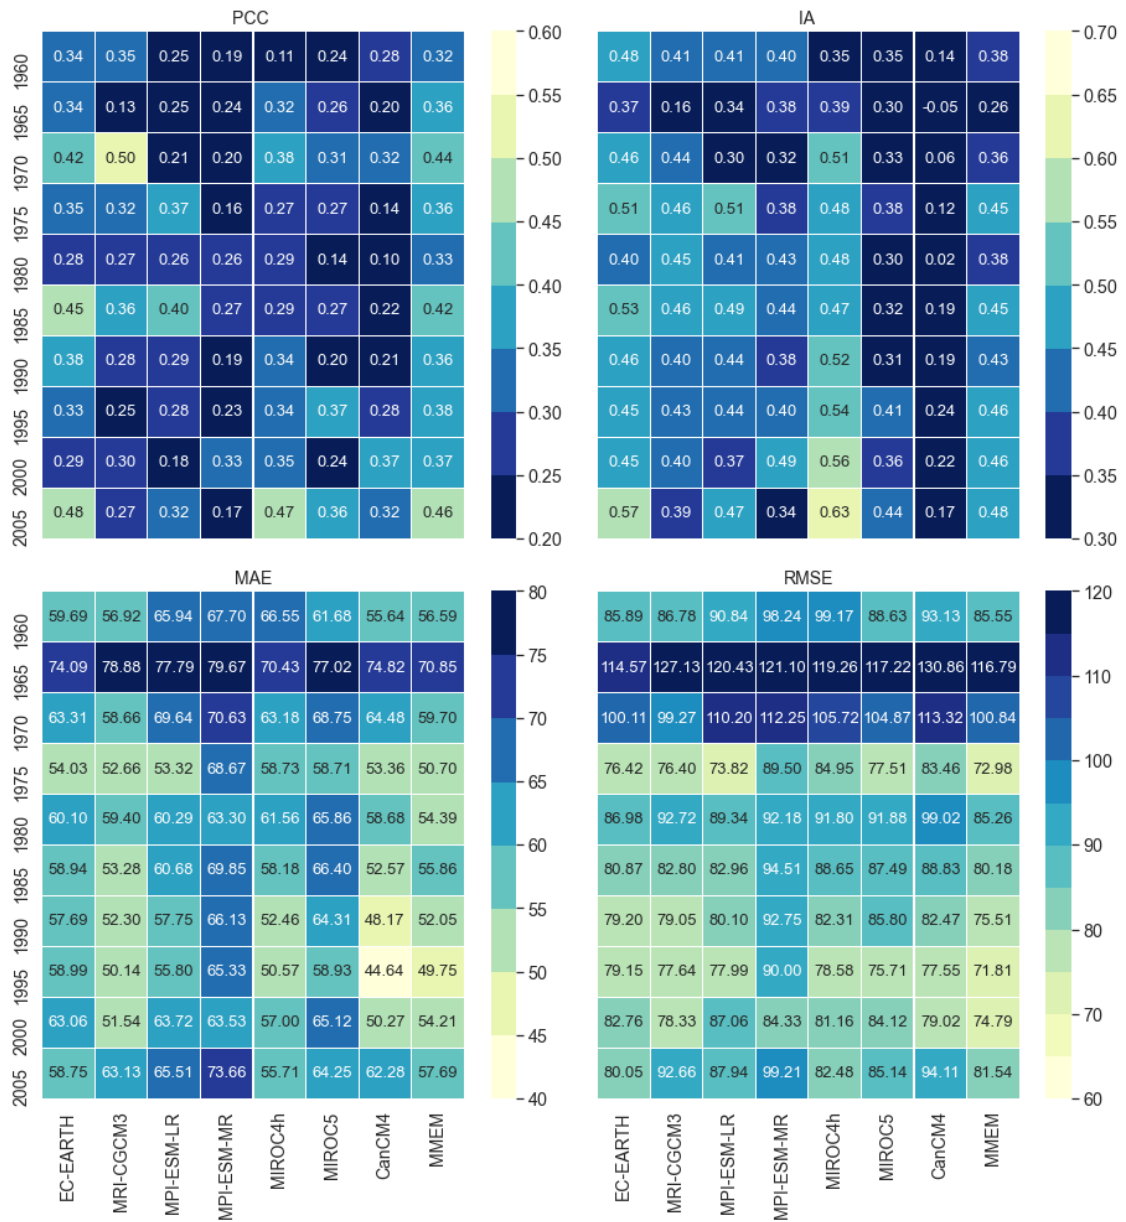 PCC
1960 0.34 0.35 0.25 0.19 0.11 0.24 0.28 0.32
1965 0.34 0.13 0.25 0.24 0.32 0.26 0.20 0.36
1970 0.42 0.50 0.21 0.20 0.38 0.31 0.32 0.44
1975 0.35 0.32 0.37 0.16 0.27 0.27 0.14 0.36
1980 0.28 0.27 0.26 0.26 0.29 0.14 0.10 0.33
1985 0.45 0.36 0.40 0.27 0.29 0.27 0.22 0.42
1990 0.38 0.28 0.29 0.19 0.34 0.20 0.21 0.36
1995 0.33 0.25 0.28 0.23 0.34 0.37 0.28 0.38
2000 0.29 0.30 0.18 0.33 0.35 0.24 0.37 0.37
2005 0.48 0.27 0.32 0.17 0.47 0.36 0.32 0.46
0.60
0.55
0.50
0.45
0.40
0.35
0.30
0.25
0.20
IA
0.48 0.41 0.41 0.40 0.35 0.35 0.14 0.38
0.37 0.16 0.34 0.38 0.39 0.30 -0.05 0.26
0.46 0.44 0.30 0.32 0.51 0.33 0.06 0.36
0.51 0.46 0.51 0.38 0.48 0.38 0.12 0.45
0.40 0.45 0.41 0.43 0.48 0.30 0.02 0.38
0.53 0.46 0.49 0.44 0.47 0.32 0.19 0.45
0.46 0.40 0.44 0.38 0.52 0.31 0.19 0.43
0.45 0.43 0.44 0.40 0.54 0.41 0.24 0.46
0.45 0.40 0.37 0.49 0.56 0.36 0.22 0.46
0.57 0.39 0.47 0.34 0.63 0.44 0.17 0.48
0.70
0.65
0.60
0.55
0.50
0.45
0.40
0.35
0.30
MAE
1960 59.69 56.92 65.94 67.70 66.55 61.68 55.64 56.59
1965 74.09 78.88 77.79 79.67 70.43 77.02 74.82 70.85
1970 63.31 58.66 69.64 70.63 63.18 68.75 64.48 59.70
1975 54.03 52.66 53.32 68.67 58.73 58.71 53.36 50.70
1980 60.10 59.40 60.29 63.30 61.56 65.86 58.68 54.39
1985 58.94 53.28 60.68 69.85 58.18 66.40 52.57 55.86
1990 57.69 52.30 57.75 66.13 52.46 64.31 48.17 52.05
1995 58.99 50.14 55.80 65.33 50.57 58.93 44.64 49.75
2000 63.06 51.54 63.72 63.53 57.00 65.12 50.27 54.21
2005 58.75 63.13 65.51 73.66 55.71 64.25 62.28 57.69
EC-EARTH MRI-CGCM3 MPI-ESM-LR MPI-ESM-MR MIROC4h MIROC5 CanCM4 MMEM
80
75
70
65
60
55
50
45
40
RMSE
85.89 86.78 90.84 98.24 99.17 88.63 93.13 85.55
114.57 127.13 120.43 121.10 119.26 117.22 130.86 116.79
100.11 99.27 110.20 112.25 105.72 104.87 113.32 100.84
76.42 76.40 73.82 89.50 84.95 77.51 83.46 72.98
86.98 92.72 89.34 92.18 91.80 91.88 99.02 85.26
80.87 82.80 82.96 94.51 88.65 87.49 88.83 80.18
79.20 79.05 80.10 92.75 82.31 85.80 82.47 75.51
79.15 77.64 77.99 90.00 78.58 75.71 77.55 71.81
82.76 78.33 87.06 84.33 81.16 84.12 79.02 74.79
80.05 92.66 87.94 99.21 82.48 85.14 94.11 81.54
EC-EARTH MRI-CGCM3 MPI-ESM-LR MPI-ESM-MR MIROC4h MIROC5 CanCM4 MMEM
120
110
100
90
80
70
60